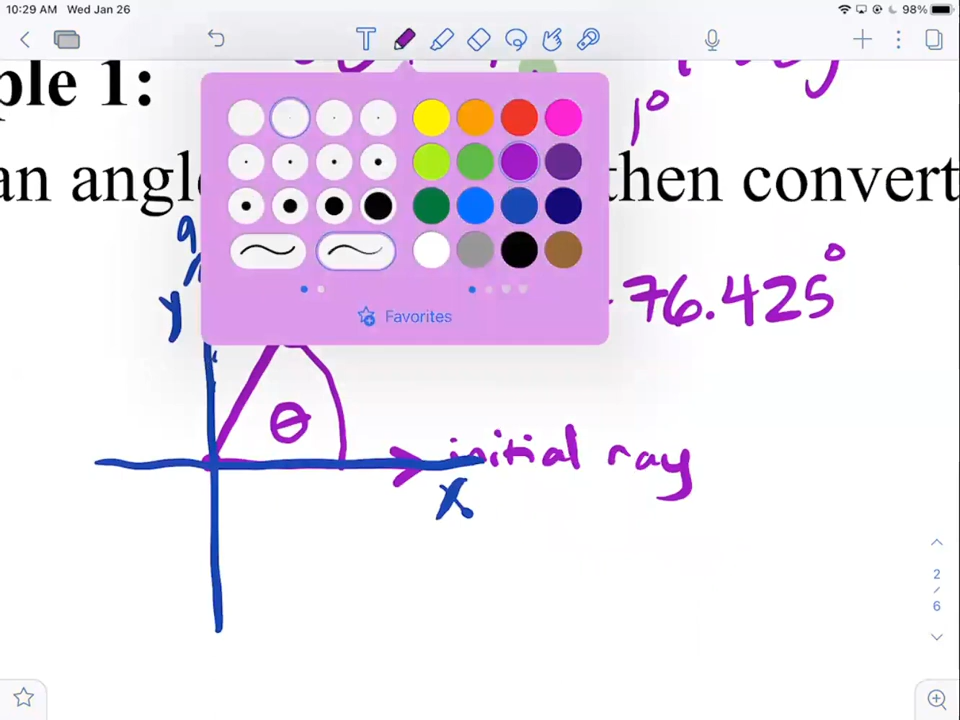 10:29 AM Wed Jan 26
98%
T
ple 1:
1°
an angl
then convert
76.425°
y
Favorites
θ
initial ray
x
2
/
6